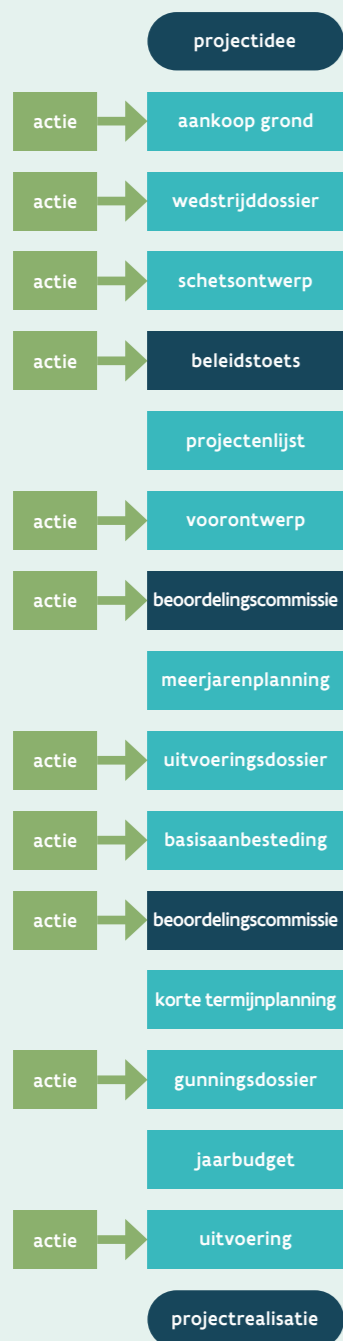 projectidee
actie aankoop grond
actie wedstrijddossier
actie schetsontwerp
actie beleidstoets
projectenlijst
actie voorontwerp
actie beoordelingscommissie
meerjarenplanning
actie uitvoeringsdossier
actie basisaanbesteding
actie beoordelingscommissie
korte termijnplanning
actie gunningsdossier
jaarbudget
actie uitvoering
projectrealisatie